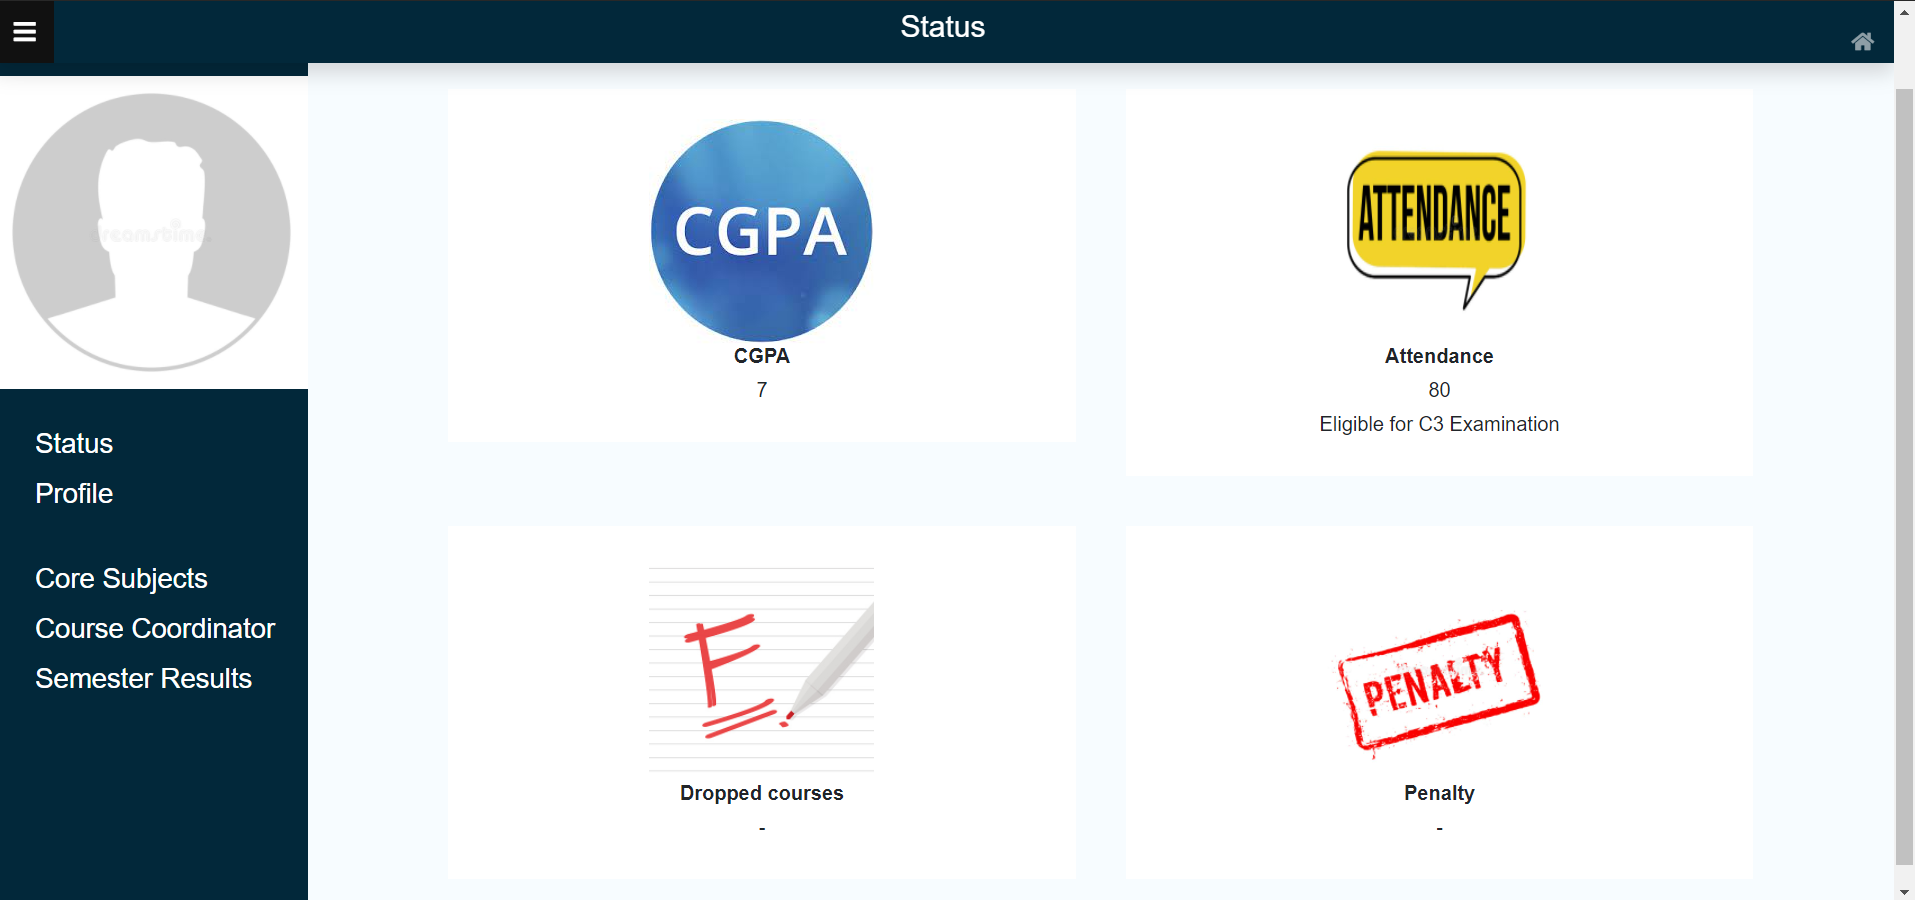 Status
dreamstime.
Status
Profile
Core Subjects
Course Coordinator
Semester Results
CGPA
CGPA
7
ATTENDANCE
Attendance
80
Eligible for C3 Examination
F
Dropped courses
-
PENALTY
Penalty
-